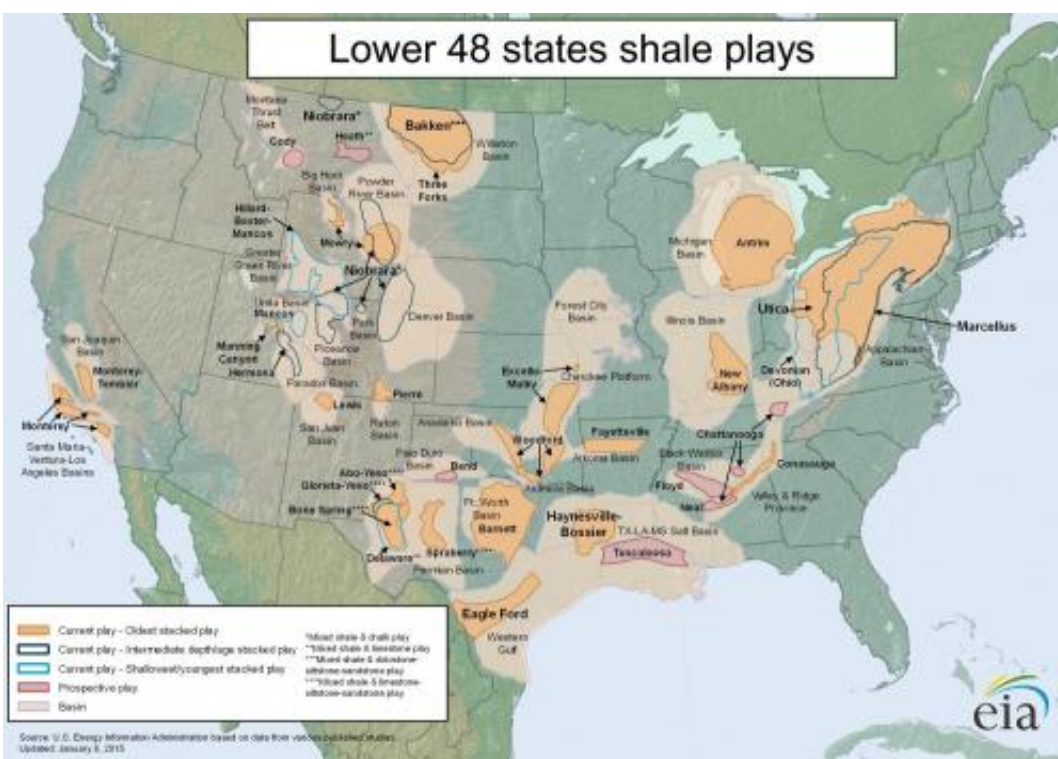 Lower 48 states shale plays
Montana
Thrust
Belt
Niobrara*
Heath**
Cody
Bakken***
Williston
Basin
Three
Forks
Big Horn
Basin
Powder
River Basin
Hilliard-
Baxter-
Mancos
Mowry
Greater
Green River
Basin
Niobrara*
Uinta Basin
Mancos
Park
Basin
Denver Basin
Manning
Canyon
Hermosa
Piceance
Basin
Paradox Basin
Lewis
San Juan
Basin
Pierre
Raton
Basin
San Joaquin
Basin
Monterey-
Temblor
Monterey
Santa Maria-
Ventura-Los
Angeles Basins
Forest City
Basin
Excello-
Mulky
Cherokee Platform
Anadarko Basin
Woodford
Fayetteville
Arkoma Basin
Ardmore Basin
Palo Duro
Basin
Bend
Abo-Yeso****
Glorieta-Yeso****
Bone Spring****
Delaware
Spraberry****
Permian Basin
Ft. Worth
Basin
Barnett
Haynesville-
Bossier
TX-LA-MS Salt Basin
Tuscaloosa
Eagle Ford
Western
Gulf
Michigan
Basin
Antrim
Illinois Basin
New
Albany
Utica
Marcellus
Appalachian
Basin
Devonian
(Ohio)
Chattanooga
Black Warrior
Basin
Floyd
Neal
Conasauga
Valley & Ridge
Province
Current play - Oldest stacked play
Current play - Intermediate depth/age stacked play
Current play - Shallowest/youngest stacked play
Prospective play
Basin
*Mixed shale & chalk play
**Mixed shale & limestone play
***Mixed shale & dolostone-
siltstone-sandstone play
****Mixed shale & limestone-
siltstone-sandstone play
Source: U.S. Energy Information Administration based on data from various published studies.
Updated: January 8, 2015
eia